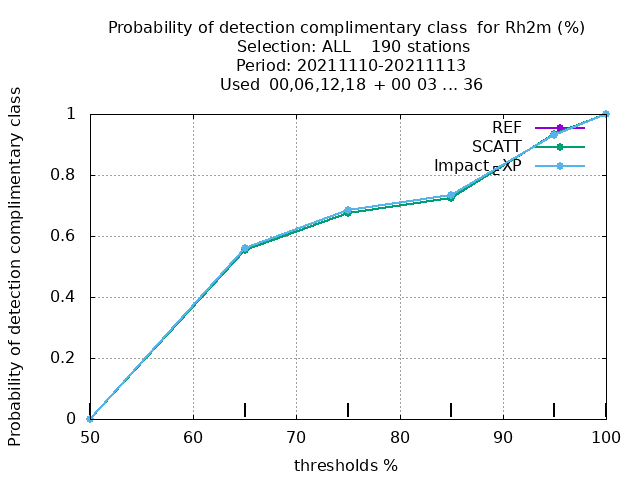 Probability of detection complimentary class for Rh2m (%)
Selection: ALL 190 stations
Period: 20211110-20211113
Used 00,06,12,18 + 00 03 ... 36
Probability of detection complimentary class
1
0.8
0.6
0.4
0.2
0
REF
SCATT
Impact_EXP
50 60 70 80 90 100
thresholds %